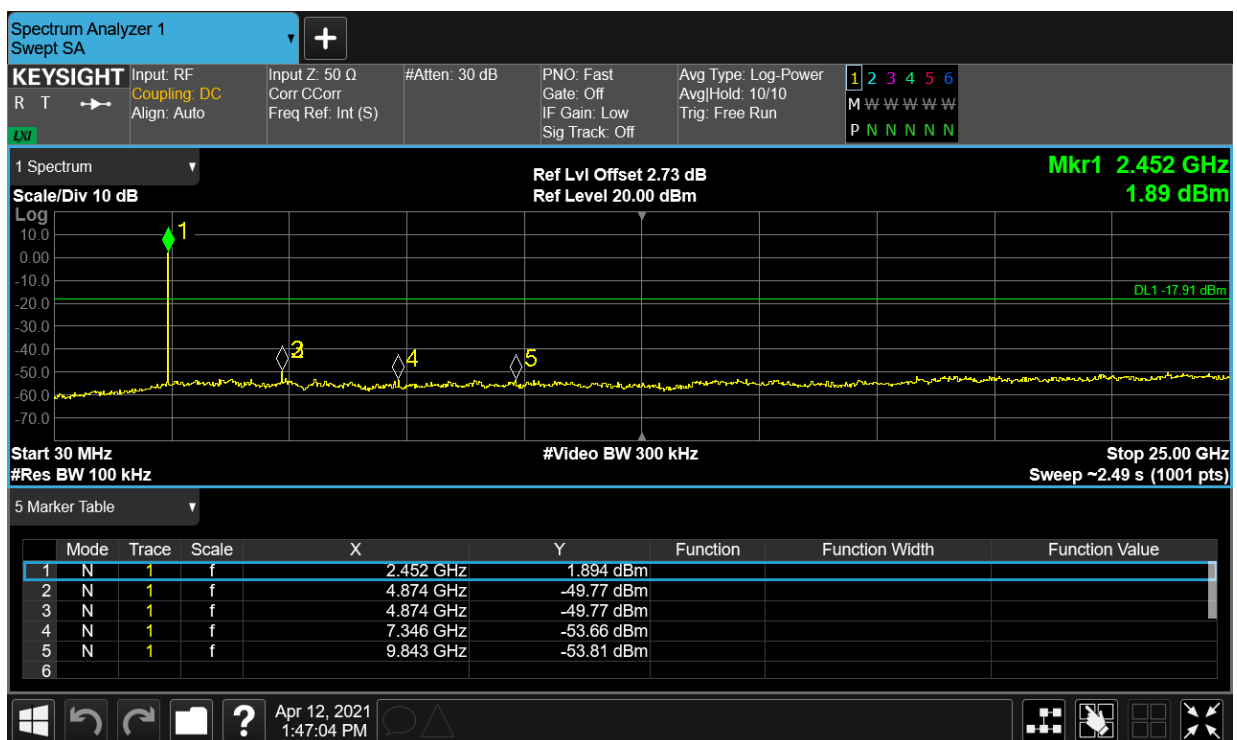 Spectrum Analyzer 1
Swept SA
KEYSIGHT
R T
LXI
Input: RF
Coupling: DC
Align: Auto
Input Z: 50 Ω
Corr CCorr
Freq Ref: Int (S)
#Atten: 30 dB
PNO: Fast
Gate: Off
IF Gain: Low
Sig Track: Off
Avg Type: Log-Power
Avg|Hold: 10/10
Trig: Free Run
1 2 3 4 5 6
M W W W W W
P N N N N N
1 Spectrum
Scale/Div 10 dB
Ref Lvl Offset 2.73 dB
Ref Level 20.00 dBm
Mkr1 2.452 GHz
1.89 dBm
Log
10.0
0.00
-10.0
-20.0
-30.0
-40.0
-50.0
-60.0
-70.0
1
3
4
5
DL1 -17.91 dBm
Start 30 MHz
#Res BW 100 kHz
#Video BW 300 kHz
Stop 25.00 GHz
Sweep ~2.49 s (1001 pts)
5 Marker Table
Mode Trace Scale X Y Function Function Width Function Value
1 N 1 f 2.452 GHz 1.894 dBm
2 N 1 f 4.874 GHz -49.77 dBm
3 N 1 f 4.874 GHz -49.77 dBm
4 N 1 f 7.346 GHz -53.66 dBm
5 N 1 f 9.843 GHz -53.81 dBm
6
?
Apr 12, 2021
1:47:04 PM